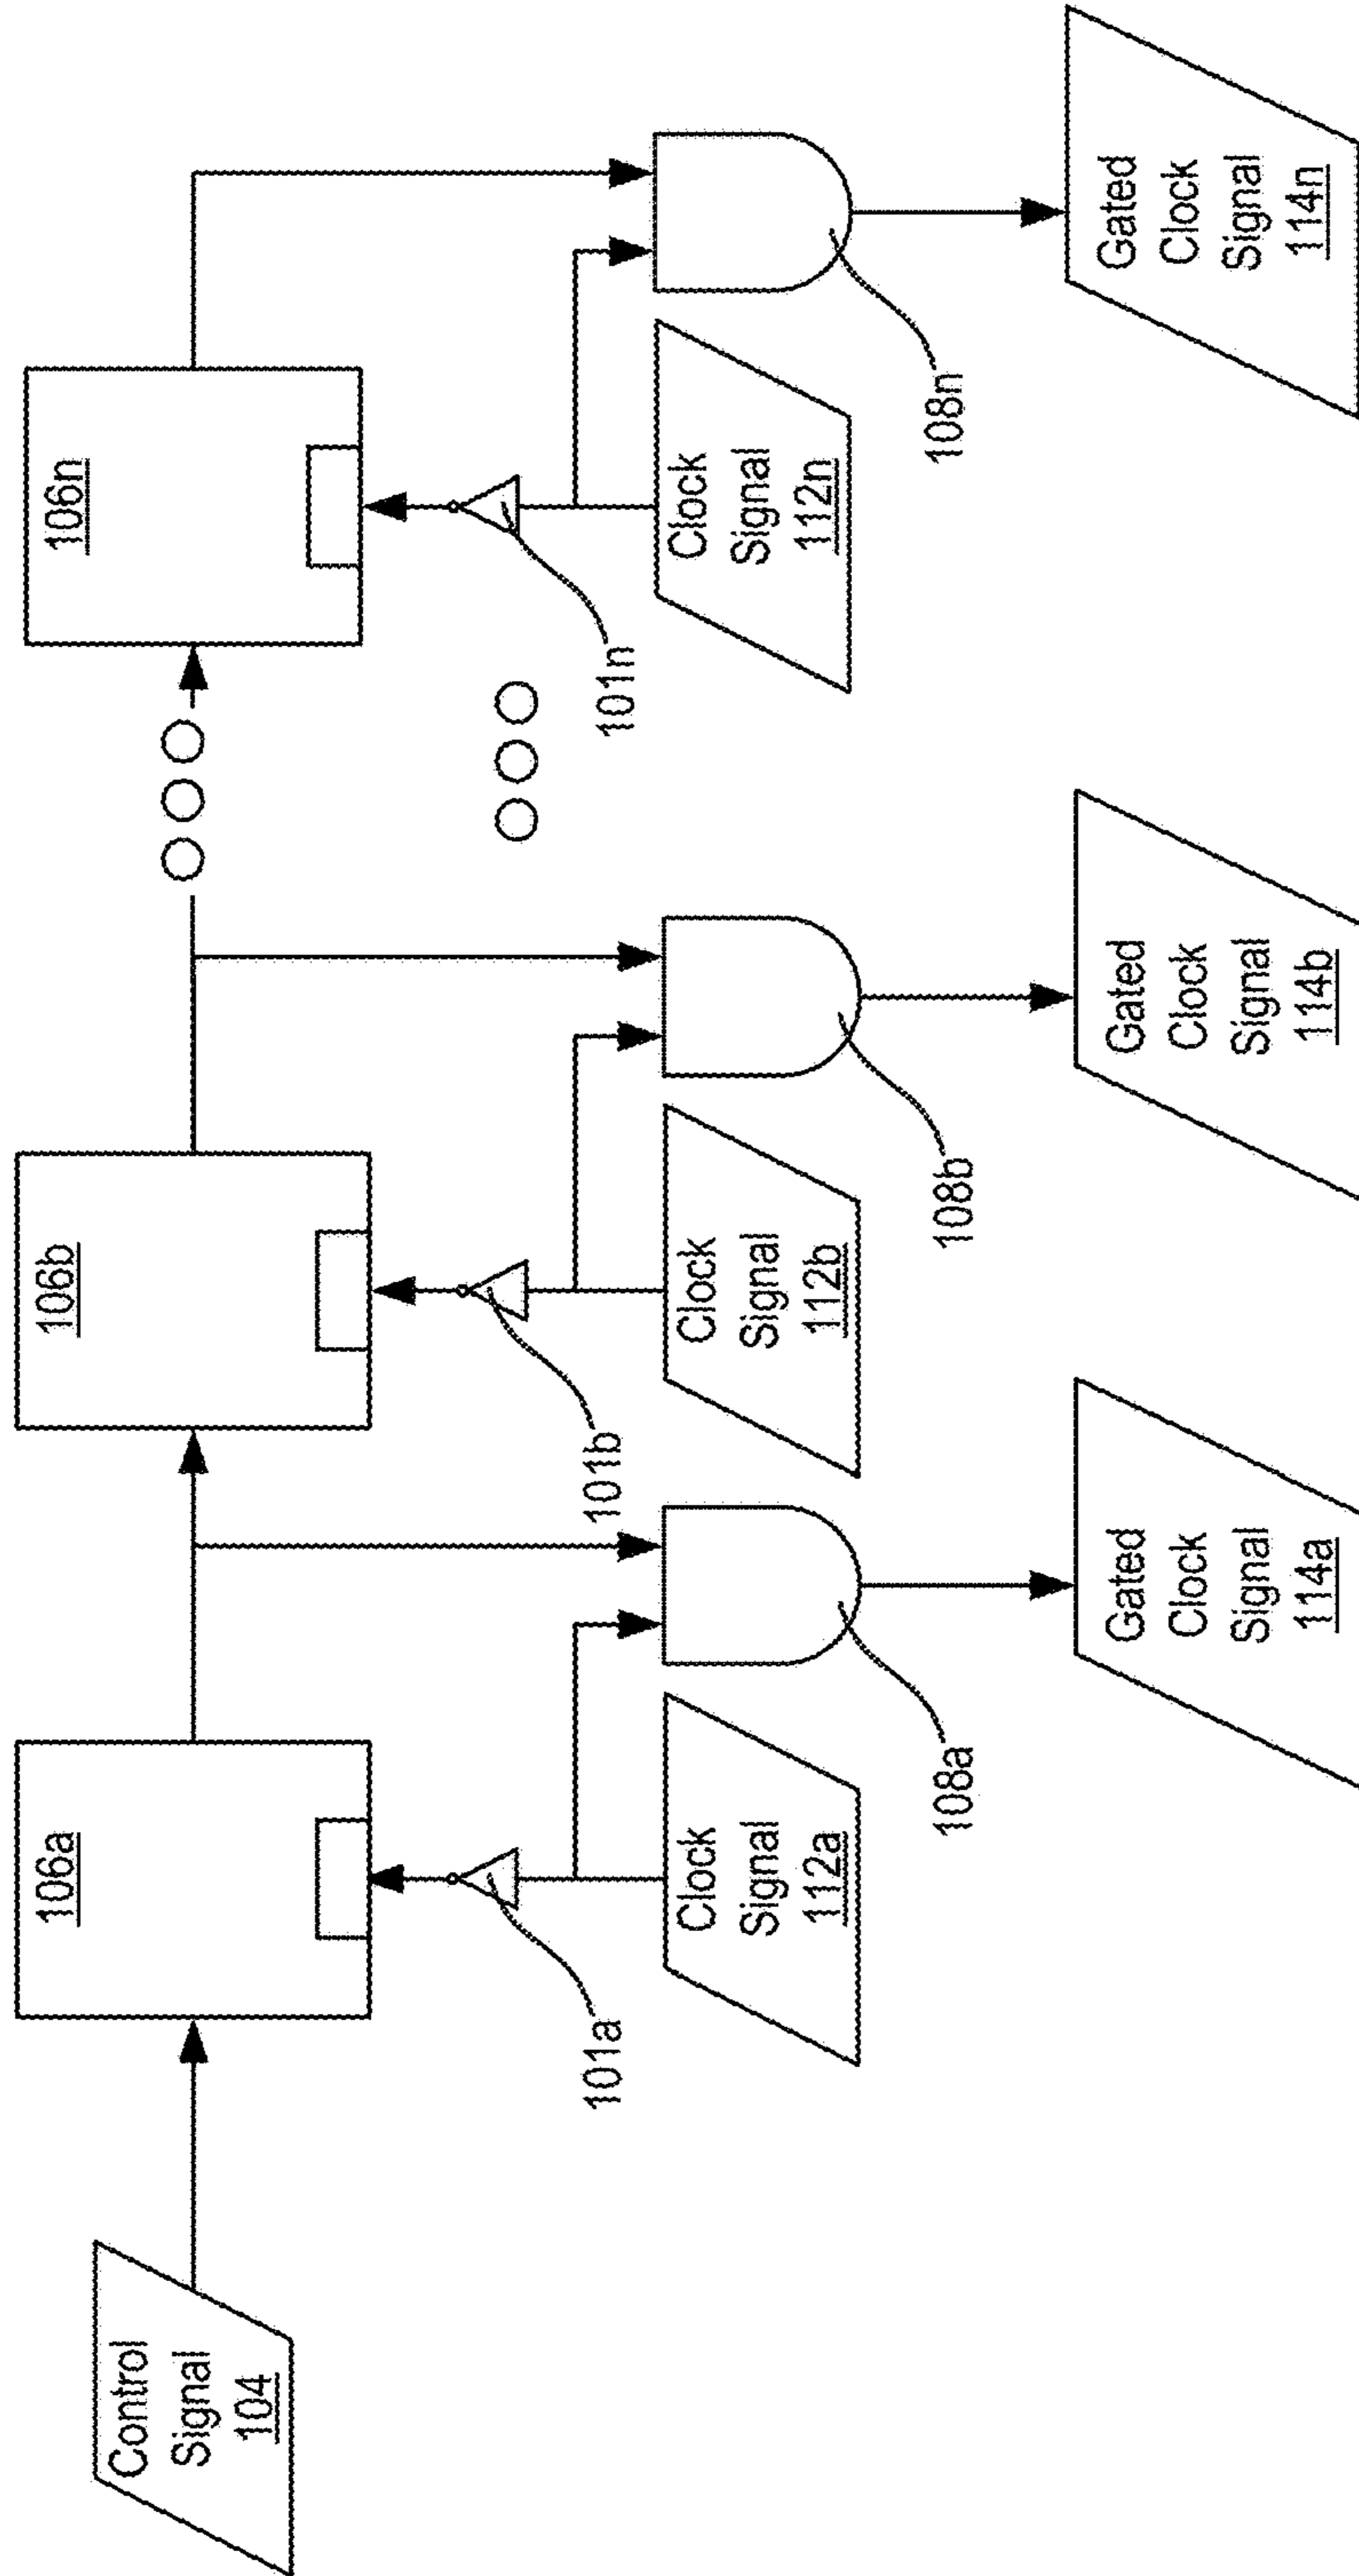 Control
Signal
104
106a
106b
106n
101a
101b
101n
Clock
Signal
112a
Clock
Signal
112b
Clock
Signal
112n
108a
108b
108n
Gated
Clock
Signal
114a
Gated
Clock
Signal
114b
Gated
Clock
Signal
114n